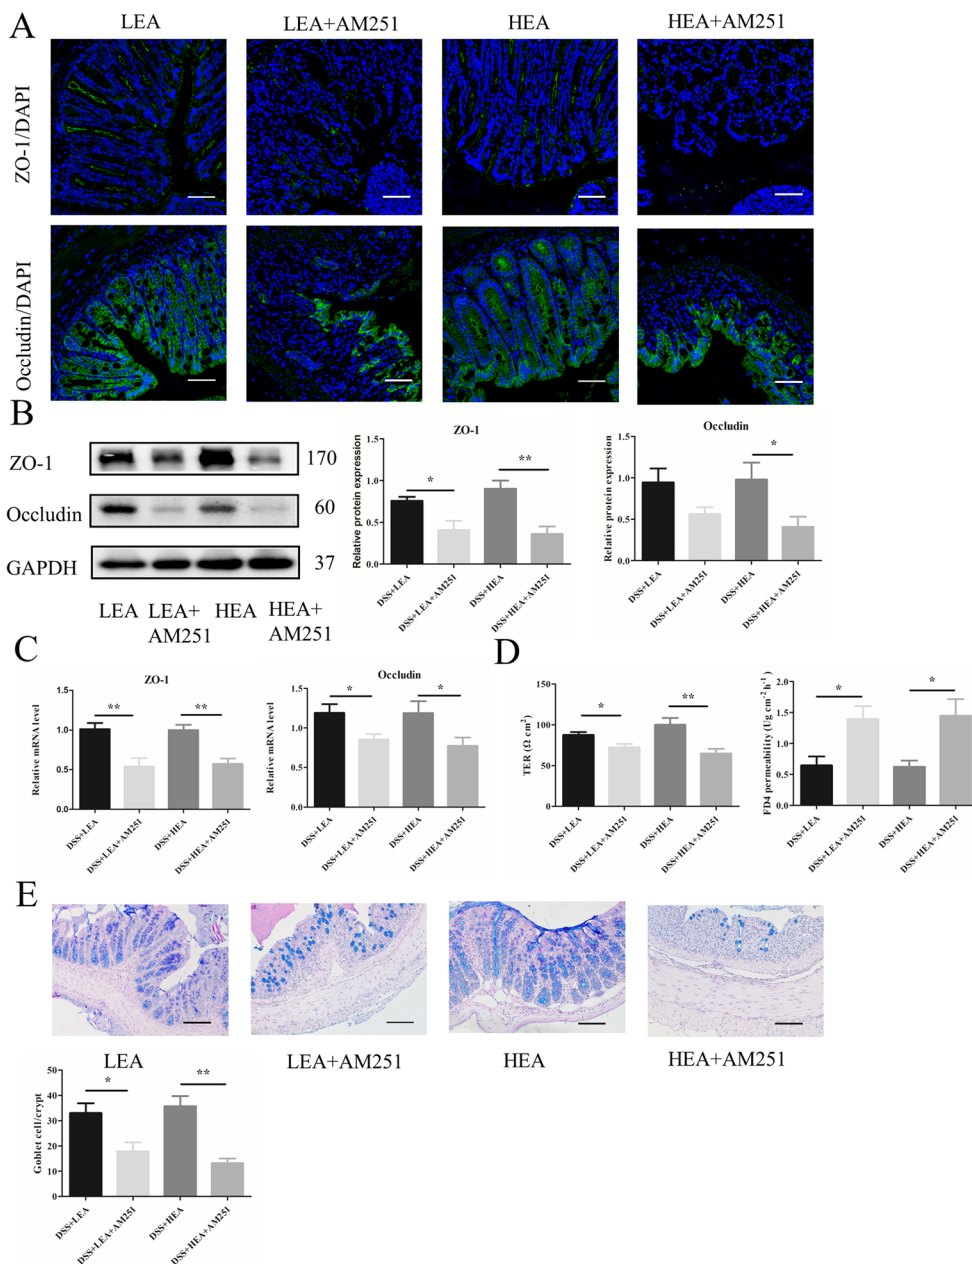 A
LEA
LEA+AM251
HEA
HEA+AM251
ZO-1/DAPI
Occludin/DAPI
B
ZO-1
170
Occludin
60
GAPDH
37
LEA
LEA+
AM251
HEA
HEA+
AM251
ZO-1
Relative protein expression
1.5
1.0
0.5
0.0
*
**
DSS+LEA
DSS+LEA+AM251
DSS+HEA
DSS+HEA+AM251
Occludin
Relative protein expression
1.5
1.0
0.5
0.0
*
DSS+LEA
DSS+LEA+AM251
DSS+HEA
DSS+HEA+AM251
C
ZO-1
Relative mRNA level
1.5
1.0
0.5
0.0
**
**
DSS+LEA
DSS+LEA+AM251
DSS+HEA
DSS+HEA+AM251
Occludin
Relative mRNA level
1.5
1.0
0.5
0.0
*
*
DSS+LEA
DSS+LEA+AM251
DSS+HEA
DSS+HEA+AM251
D
TER (Ω cm²)
150
100
50
0
*
**
DSS+LEA
DSS+LEA+AM251
DSS+HEA
DSS+HEA+AM251
FD4 permeability (Ug cm⁻² h⁻¹)
2.0
1.5
1.0
0.5
0.0
*
*
DSS+LEA
DSS+LEA+AM251
DSS+HEA
DSS+HEA+AM251
E
LEA
LEA+AM251
HEA
HEA+AM251
Goblet cell/crypt
50
40
30
20
10
0
*
**
DSS+LEA
DSS+LEA+AM251
DSS+HEA
DSS+HEA+AM251